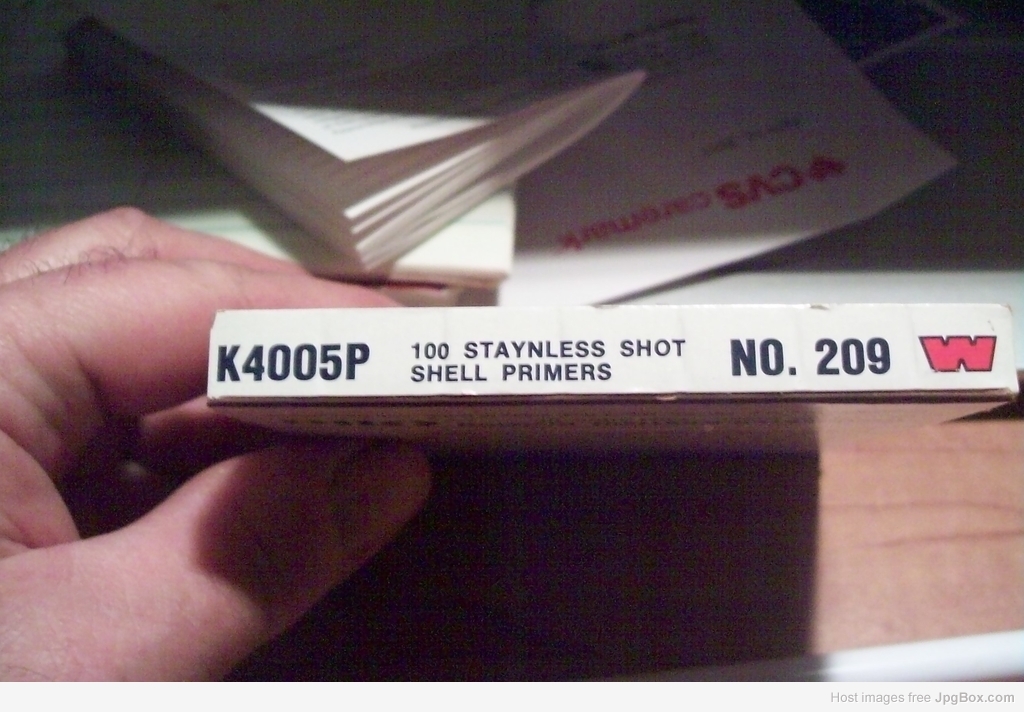 CVS caremark
K4005P
100 STAYNLESS SHOT
SHELL PRIMERS
NO. 209
W
Host images free JpgBox.com